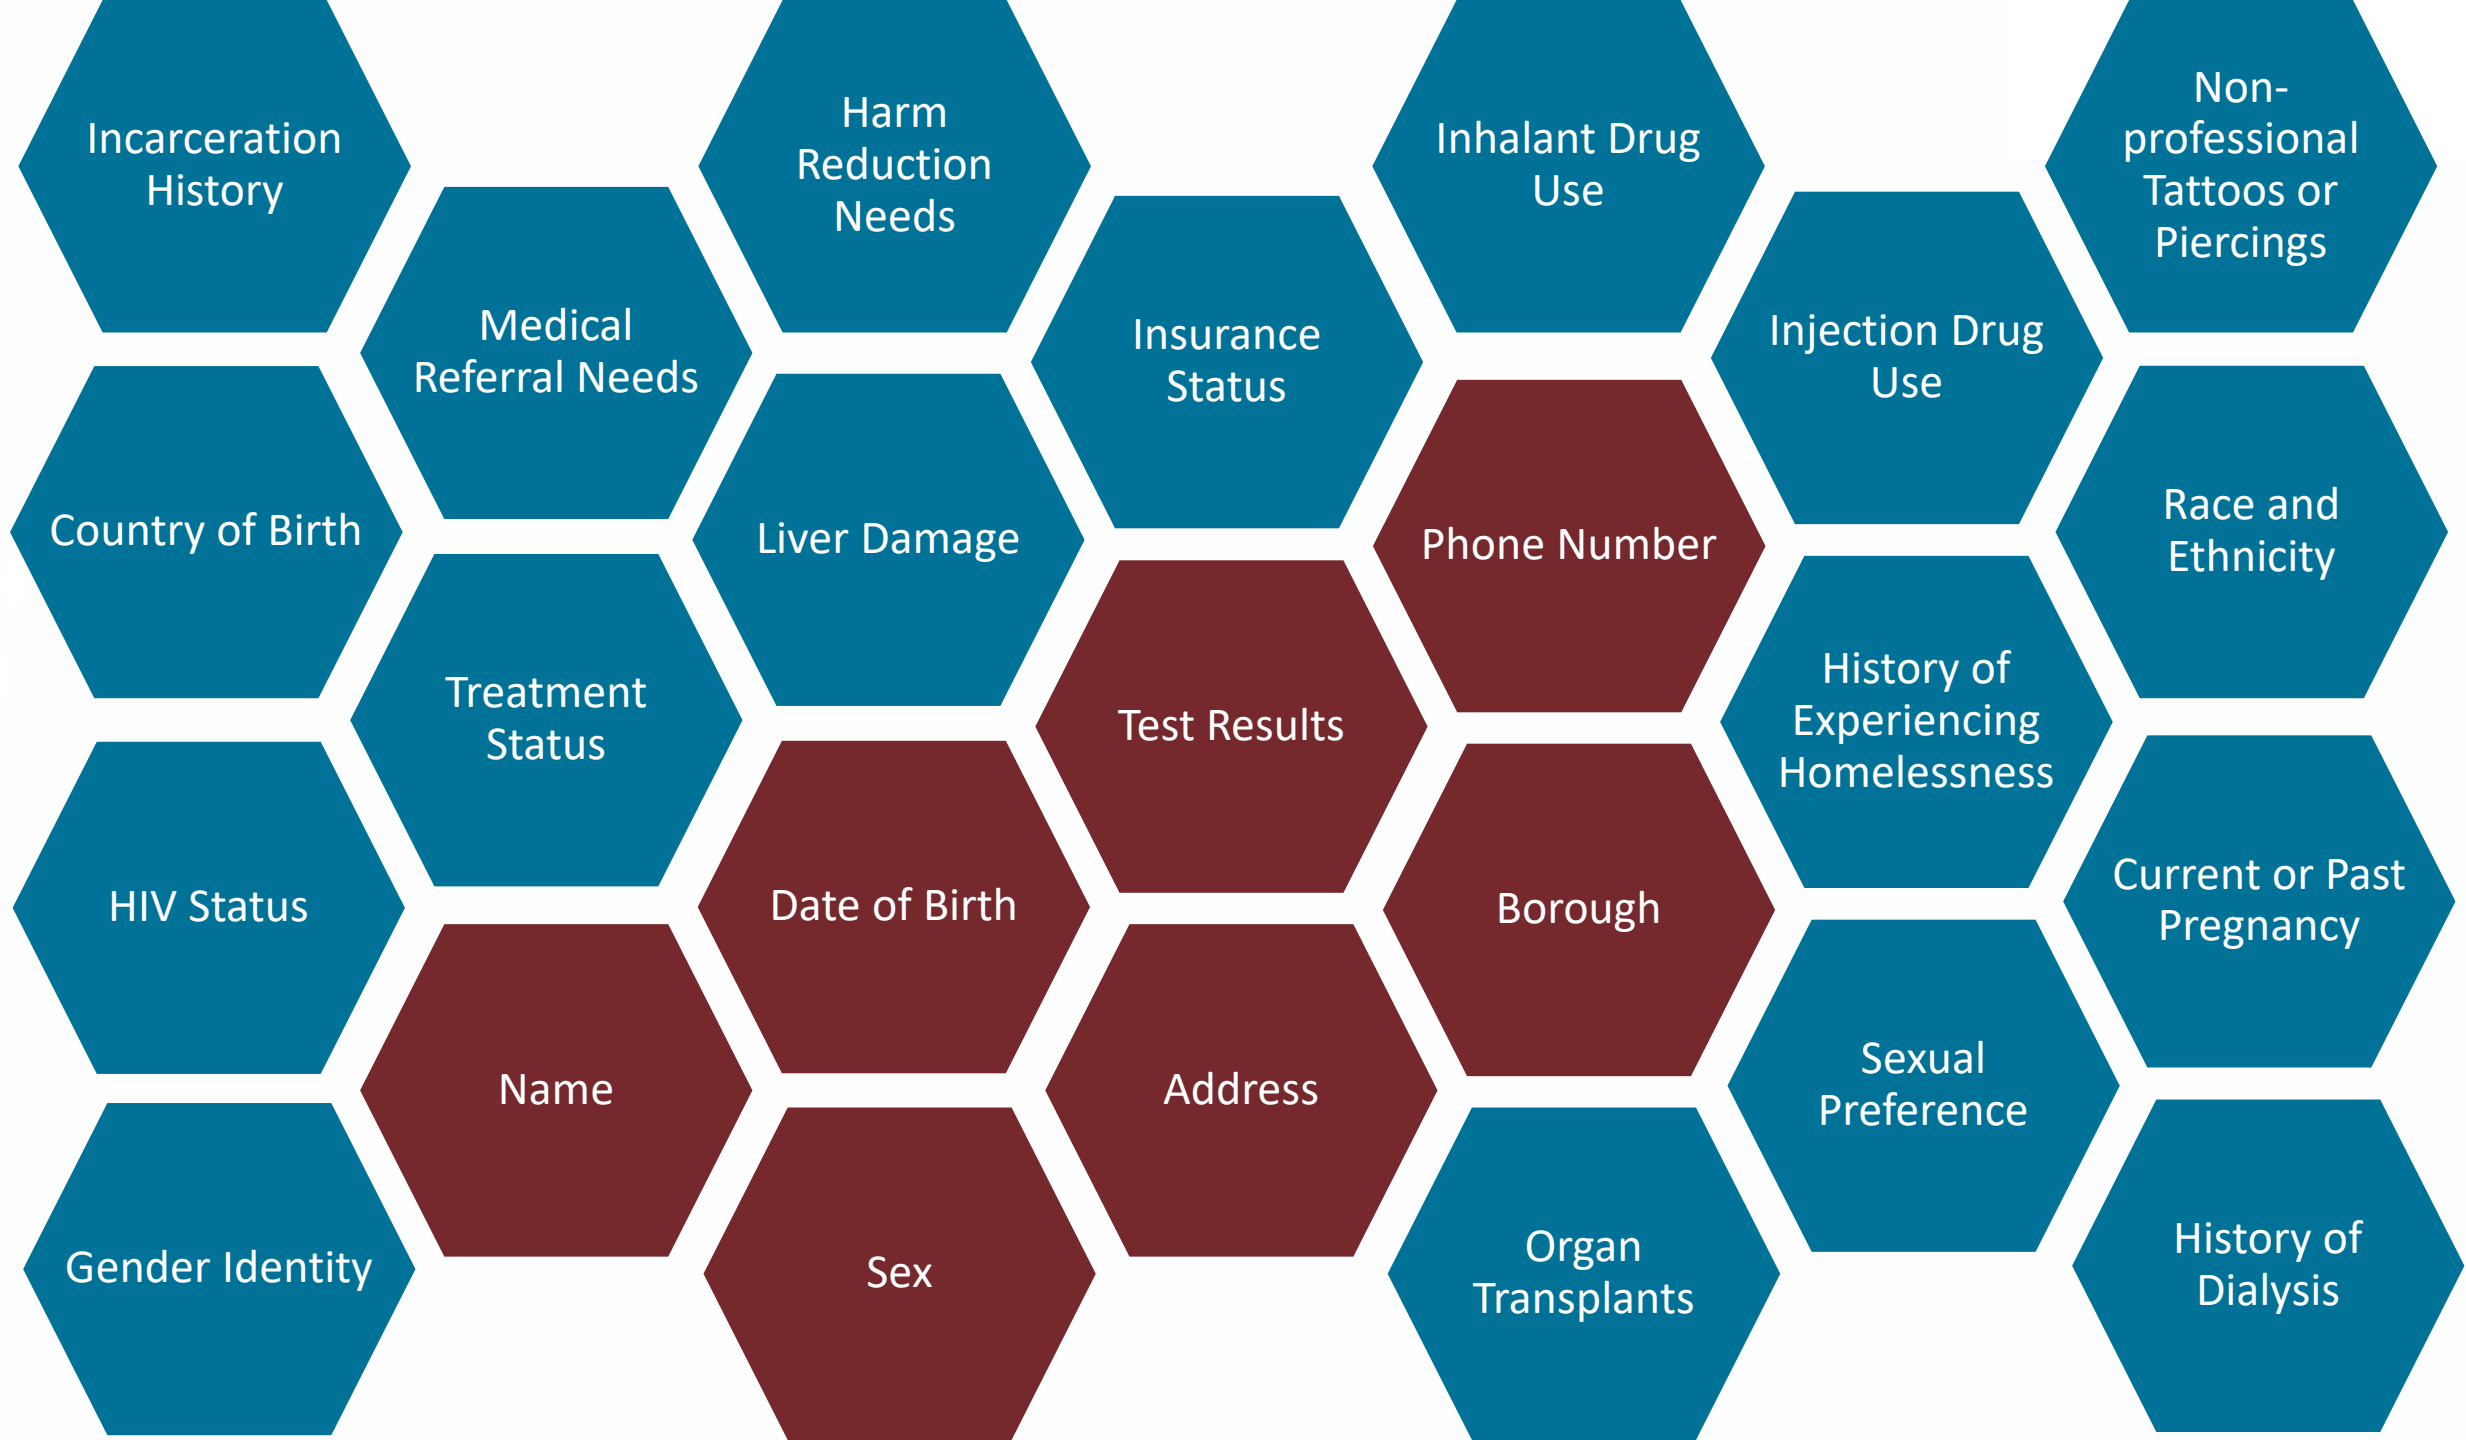 Incarceration
History
Harm
Reduction
Needs
Inhalant Drug
Use
Non-
professional
Tattoos or
Piercings
Medical
Referral Needs
Insurance
Status
Injection Drug
Use
Country of Birth
Liver Damage
Phone Number
Race and
Ethnicity
Treatment
Status
Test Results
History of
Experiencing
Homelessness
HIV Status
Date of Birth
Borough
Current or Past
Pregnancy
Name
Address
Sexual
Preference
Gender Identity
Sex
Organ
Transplants
History of
Dialysis